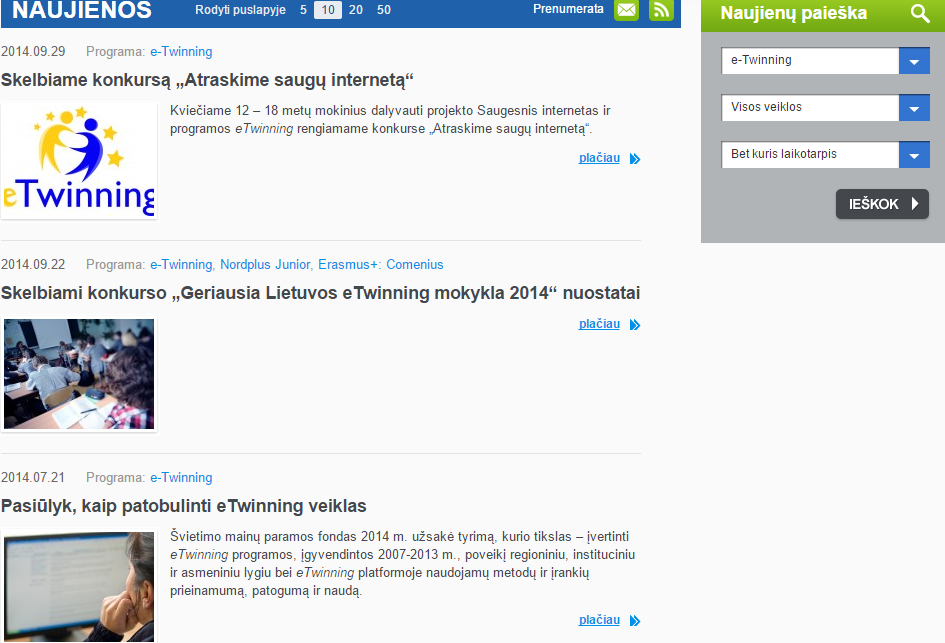 NAUJIENOS
Rodyti puslapyje 5 10 20 50
Prenumerata
2014.09.29 Programa: e-Twinning
Skelbiame konkursą „Atraskime saugų internetą“
eTwinning
Kviečiame 12 – 18 metų mokinius dalyvauti projekto Saugesnis internetas ir
programos eTwinning rengiamame konkurse „Atraskime saugų internetą“.
plačiau
2014.09.22 Programa: e-Twinning, Nordplus Junior, Erasmus+: Comenius
Skelbiami konkurso „Geriausia Lietuvos eTwinning mokykla 2014“ nuostatai
plačiau
2014.07.21 Programa: e-Twinning
Pasiūlyk, kaip patobulinti eTwinning veiklas
Švietimo mainų paramos fondas 2014 m. užsakė tyrimą, kurio tikslas – įvertinti
eTwinning programos, įgyvendintos 2007-2013 m., poveikį regioniniu, instituciniu
ir asmeniniu lygiu bei eTwinning platformoje naudojamų metodų ir įrankių
prieinamumą, patogumą ir naudą.
plačiau
Naujienų paieška
e-Twinning
Visos veiklos
Bet kuris laikotarpis
IEŠKOK